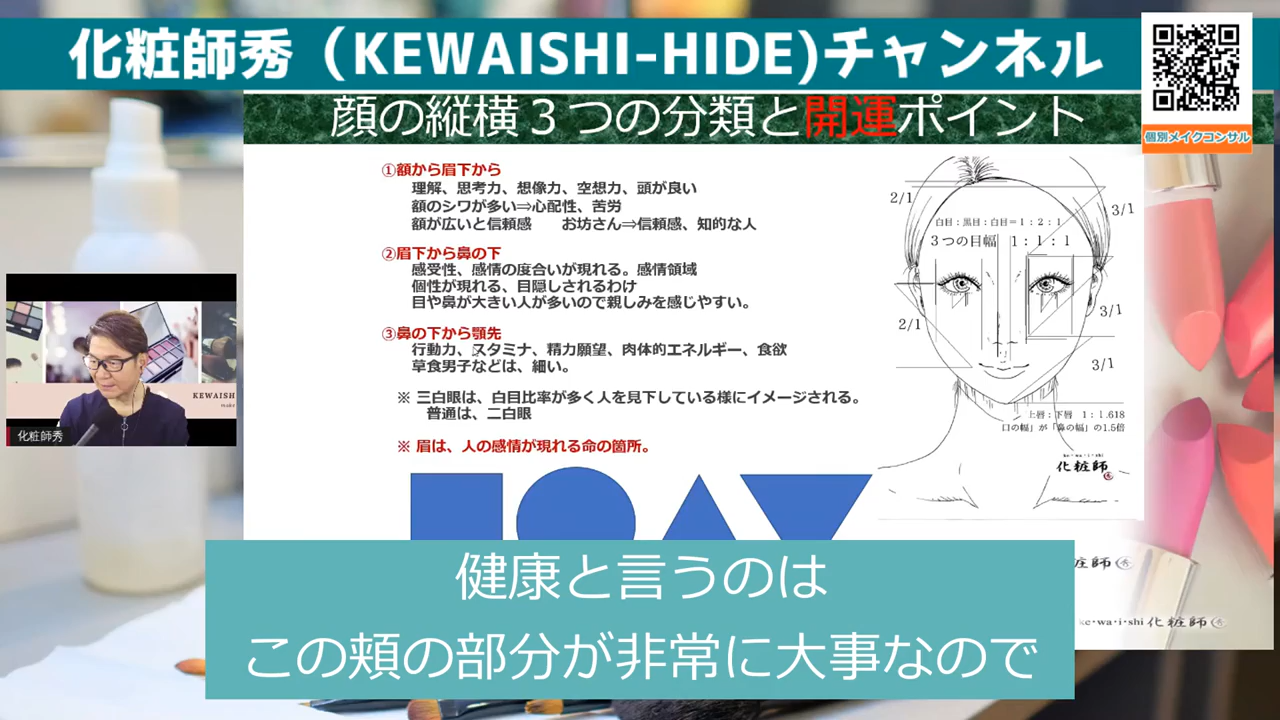 化粧師秀（KEWAISHI-HIDE)チャンネル
個別メイクコンサル
顔の縦横３つの分類と開運ポイント
①額から眉下から
理解、思考力、想像力、空想力、頭が良い
額のシワが多い⇒心配性、苦労
額が広いと信頼感　お坊さん⇒信頼感、知的な人
②眉下から鼻の下
感受性、感情の度合いが現れる。感情領域
個性が現れる、目隠しされるわけ
目や鼻が大きい人が多いので親しみを感じやすい。
③鼻の下から顎先
行動力、スタミナ、精力願望、肉体的エネルギー、食欲
草食男子などは、細い。
※ 三白眼は、白目比率が多く人を見下している様にイメージされる。
普通は、二白眼
※ 眉は、人の感情が現れる命の箇所。
2/1
3/1
白目：黒目：白目＝1：2：1
３つの目幅　1：1：1
3/1
2/1
3/1
上唇：下唇　1：1.618
口の幅」が「鼻の幅」の1.5倍
ke・wa・i・shi
化粧師
秀
KEWAISH
make
化粧師秀
粧師 秀
ke・wa・i・shi 化粧師 秀
健康と言うのは
この頬の部分が非常に大事なので